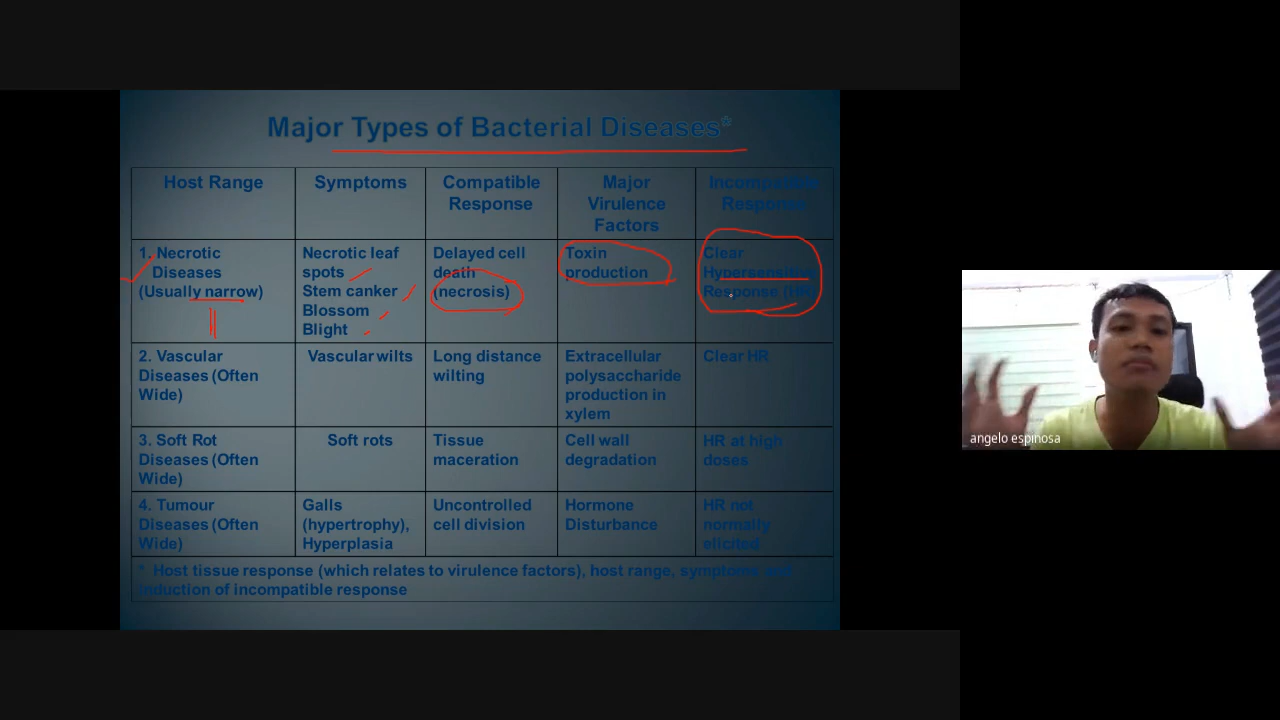 Major Types of Bacterial Diseases*
Host Range
Symptoms
Compatible
Response
Major
Virulence
Factors
Incompatible
Response
1. Necrotic
Diseases
(Usually narrow)
Necrotic leaf
spots
Stem canker
Blossom
Blight
Delayed cell
death
(necrosis)
Toxin
production
Clear
Hypersensitive
Response (HR)
2. Vascular
Diseases (Often
Wide)
Vascular wilts
Long distance
wilting
Extracellular
polysaccharide
production in
xylem
Clear HR
3. Soft Rot
Diseases (Often
Wide)
Soft rots
Tissue
maceration
Cell wall
degradation
HR at high
doses
4. Tumour
Diseases (Often
Wide)
Galls
(hypertrophy),
Hyperplasia
Uncontrolled
cell division
Hormone
Disturbance
HR not
normally
elicited
* Host tissue response (which relates to virulence factors), host range, symptoms and
induction of incompatible response
angelo espinosa